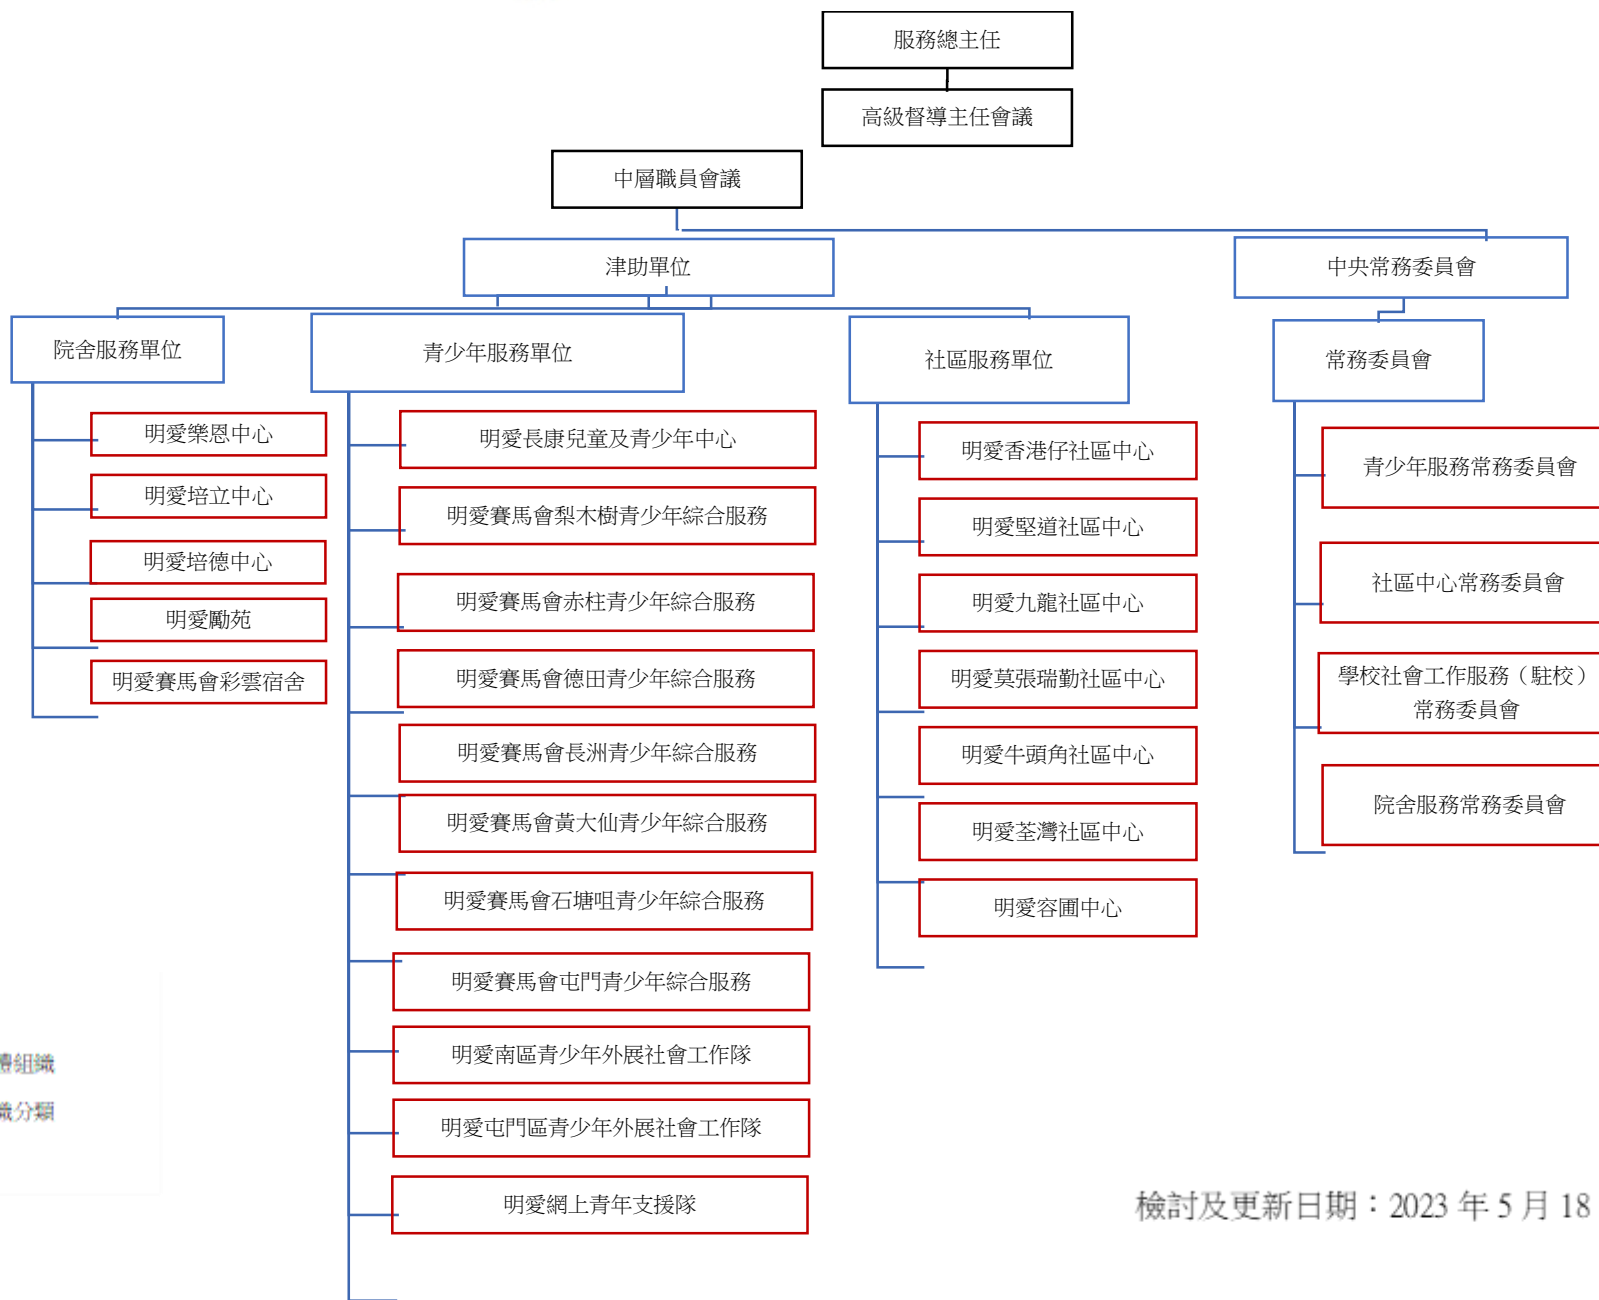 服務總主任
高級督導主任會議
中層職員會議
津助單位
中央常務委員會
院舍服務單位
青少年服務單位
社區服務單位
常務委員會
明愛樂恩中心
明愛培立中心
明愛培德中心
明愛勵苑
明愛賽馬會彩雲宿舍
明愛長康兒童及青少年中心
明愛賽馬會梨木樹青少年綜合服務
明愛賽馬會赤柱青少年綜合服務
明愛賽馬會德田青少年綜合服務
明愛賽馬會長洲青少年綜合服務
明愛賽馬會黃大仙青少年綜合服務
明愛賽馬會石塘咀青少年綜合服務
明愛賽馬會屯門青少年綜合服務
明愛南區青少年外展社會工作隊
明愛屯門區青少年外展社會工作隊
明愛網上青年支援隊
明愛香港仔社區中心
明愛堅道社區中心
明愛九龍社區中心
明愛莫張瑞勤社區中心
明愛牛頭角社區中心
明愛荃灣社區中心
明愛容圃中心
青少年服務常務委員會
社區中心常務委員會
學校社會工作服務（駐校）
常務委員會
院舍服務常務委員會
組織
分類
檢討及更新日期：2023 年 5 月 18